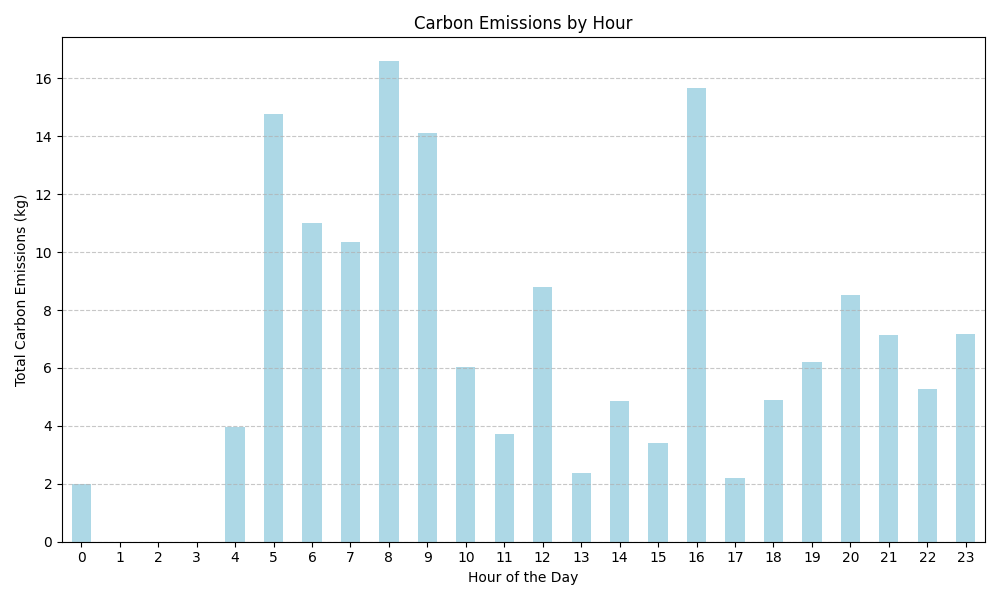 Carbon Emissions by Hour
Total Carbon Emissions (kg)
16
14
12
10
8
6
4
2
0
0 1 2 3 4 5 6 7 8 9 10 11 12 13 14 15 16 17 18 19 20 21 22 23
Hour of the Day